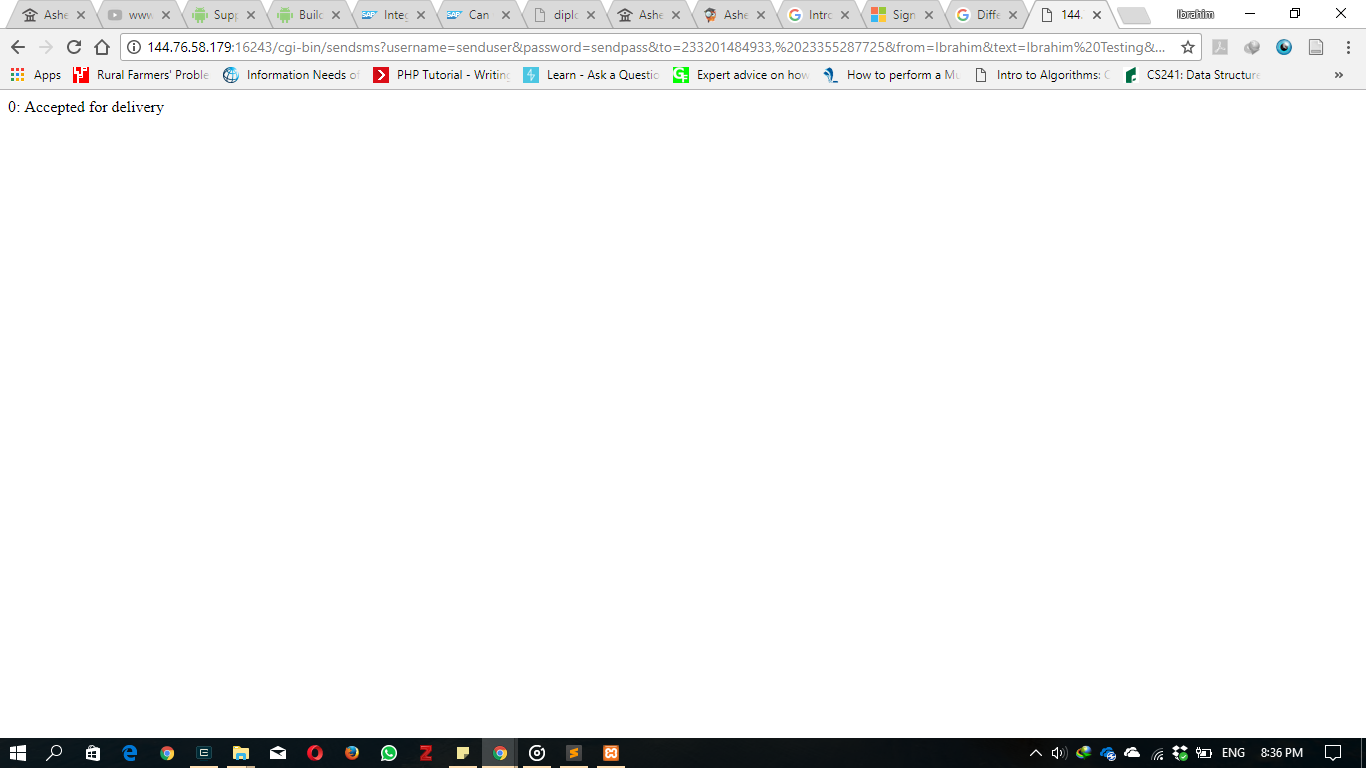 Ashe
www.
Supp
Build
Integ
Can
diplo
Ashe
Ashe
Intro
Sign
Diffe
144.
Ibrahim
144.76.58.179:16243/cgi-bin/sendsms?username=senduser&password=sendpass&to=233201484933,%20233552877​25&from=Ibrahim&text=Ibrahim%20Testing&...
Apps
Rural Farmers' Proble
Information Needs of
PHP Tutorial - Writing
Learn - Ask a Questio
Expert advice on how
How to perform a Mu
Intro to Algorithms: C
CS241: Data Structure
»
0: Accepted for delivery
ENG
8:36 PM